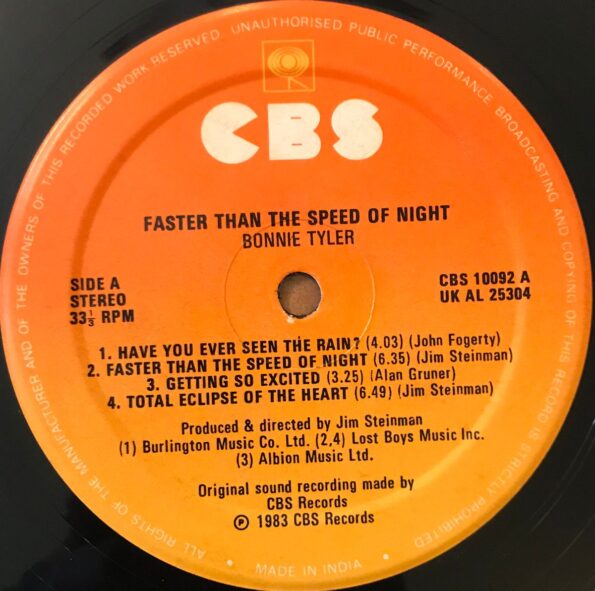 ALL RIGHTS OF THE MANUFACTURER AND OF THE OWNERS OF THIS RECORDED WORK RESERVED. UNAUTHORISED PUBLIC PERFORMANCE BROADCASTING AND COPYING OF THIS RECORD IS STRICTLY PROHIBITED
CBS
FASTER THAN THE SPEED OF NIGHT
BONNIE TYLER
SIDE A
STEREO
33⅓ RPM
CBS 10092 A
UK AL 25304
1. HAVE YOU EVER SEEN THE RAIN? (4.03) (John Fogerty)
2. FASTER THAN THE SPEED OF NIGHT (6.35) (Jim Steinman)
3. GETTING SO EXCITED (3.25) (Alan Gruner)
4. TOTAL ECLIPSE OF THE HEART (6.49) (Jim Steinman)
Produced & directed by Jim Steinman
(1) Burlington Music Co. Ltd. (2,4) Lost Boys Music Inc.
(3) Albion Music Ltd.
Original sound recording made by
CBS Records
℗ 1983 CBS Records
• MADE IN INDIA •